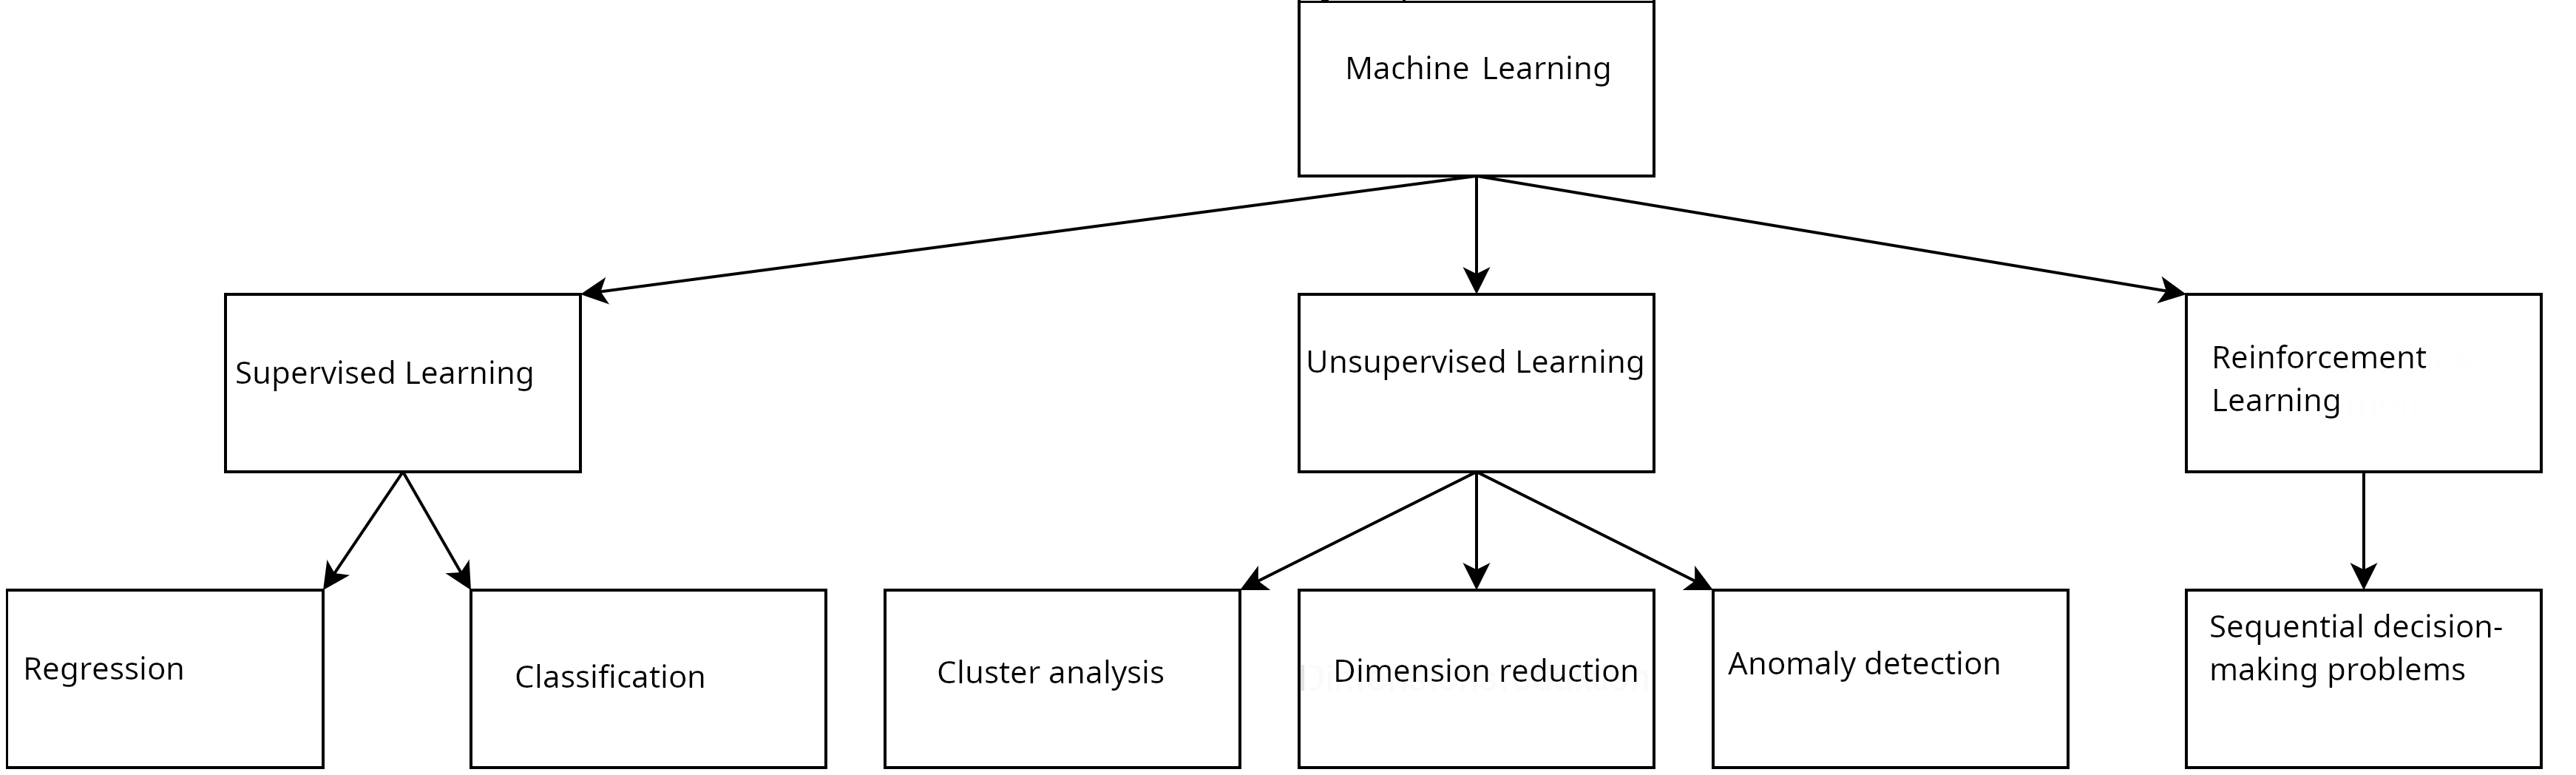 Machine Learning
Supervised Learning
Unsupervised Learning
Reinforcement
Learning
Regression
Classification
Cluster analysis
Dimension reduction
Anomaly detection
Sequential decision-
making problems